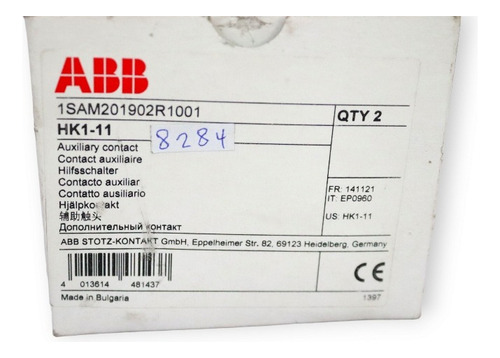 ABB
1SAM201902R1001
HK1-11
8284
QTY 2
Auxiliary contact
Contact auxiliaire
Hilfsschalter
Contacto auxiliar
Contatto ausiliario
Hjälpkontakt
辅助触头
Дополнительный контакт
FR: 141121
IT: EP0960
US: HK1-11
ABB STOTZ-KONTAKT GmbH, Eppelheimer Str. 82, 69123 Heidelberg, Germany
4 013614 481437
CE
Made in Bulgaria
1397